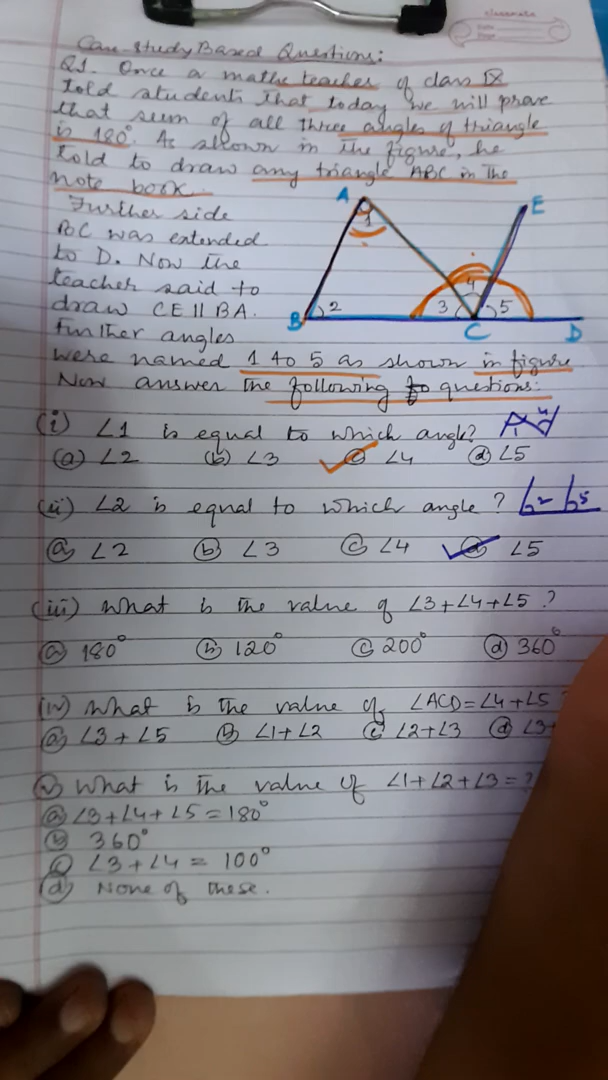 classmate
Case Study Based Questions:
Q1. Once a maths teacher of class IX
told students that today we will prove
that sum of all three angles of triangle
is 180°. As shown in the figure, he
told to draw any triangle ABC in the
note book.
Further side
BC was extended
to D. Now the
teacher said to
draw CE || BA.
Further angles
were named 1 to 5 as shown in figure
Now answer the following questions:
A
E
1
4
B
2
3
5
C
D
(i) ∠1 is equal to which angle?
1 4
(a) ∠2 (b) ∠3 (c) ∠4 (d) ∠5
(ii) ∠2 is equal to which angle ?
2 5
(a) ∠2 (b) ∠3 (c) ∠4 (d) ∠5
(iii) What is the value of ∠3+∠4+∠5 ?
(a) 180° (b) 120° (c) 200° (d) 360°
(iv) What is the value of ∠ACD=∠4+∠5 ?
(a) ∠3+∠5 (b) ∠1+∠2 (c) ∠2+∠3 (d) ∠3+
(v) What is the value of ∠1+∠2+∠3=?
(a) ∠3+∠4+∠5=180°
(b) 360°
(c) ∠3+∠4 = 100°
(d) None of these.